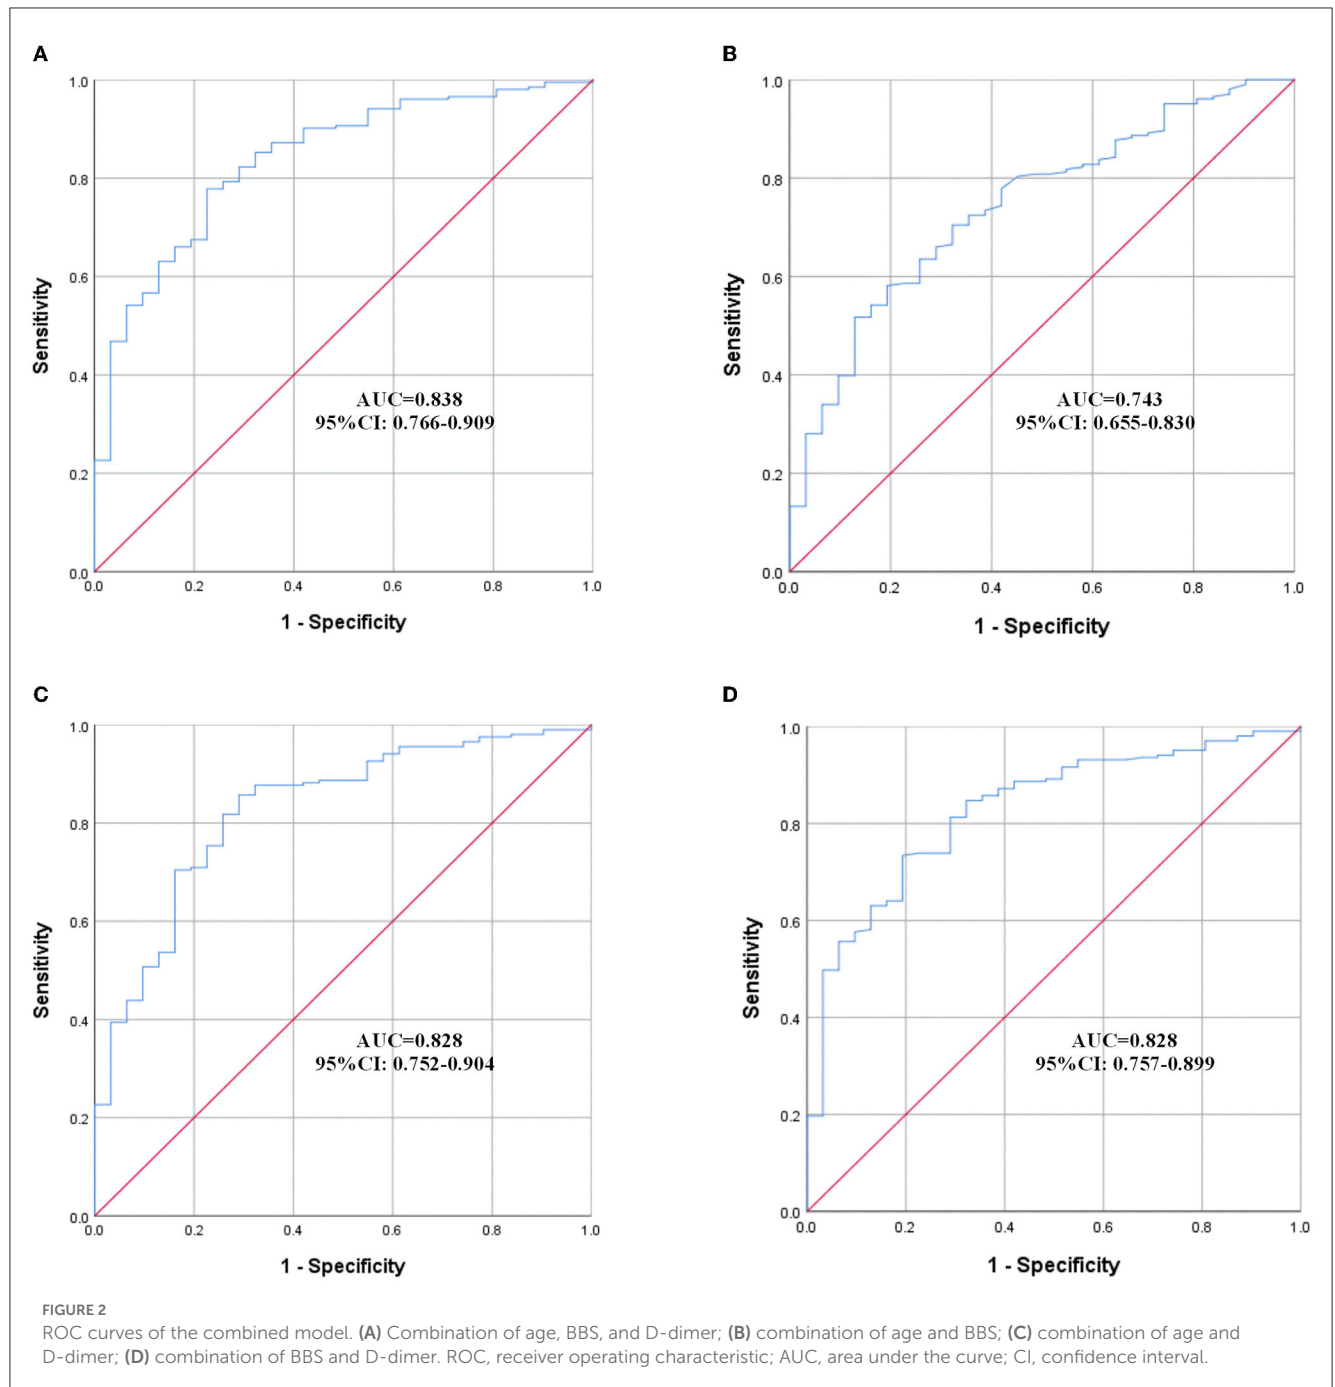 A
1.0
0.8
0.6
0.4
0.2
0.0
0.0 0.2 0.4 0.6 0.8 1.0
Sensitivity
1 - Specificity
AUC=0.838
95%CI: 0.766-0.909
B
1.0
0.8
0.6
0.4
0.2
0.0
0.0 0.2 0.4 0.6 0.8 1.0
Sensitivity
1 - Specificity
AUC=0.743
95%CI: 0.655-0.830
C
1.0
0.8
0.6
0.4
0.2
0.0
0.0 0.2 0.4 0.6 0.8 1.0
Sensitivity
1 - Specificity
AUC=0.828
95%CI: 0.752-0.904
D
1.0
0.8
0.6
0.4
0.2
0.0
0.0 0.2 0.4 0.6 0.8 1.0
Sensitivity
1 - Specificity
AUC=0.828
95%CI: 0.757-0.899
FIGURE 2
ROC curves of the combined model. (A) Combination of age, BBS, and D-dimer; (B) combination of age and BBS; (C) combination of age and
D-dimer; (D) combination of BBS and D-dimer. ROC, receiver operating characteristic; AUC, area under the curve; CI, confidence interval.